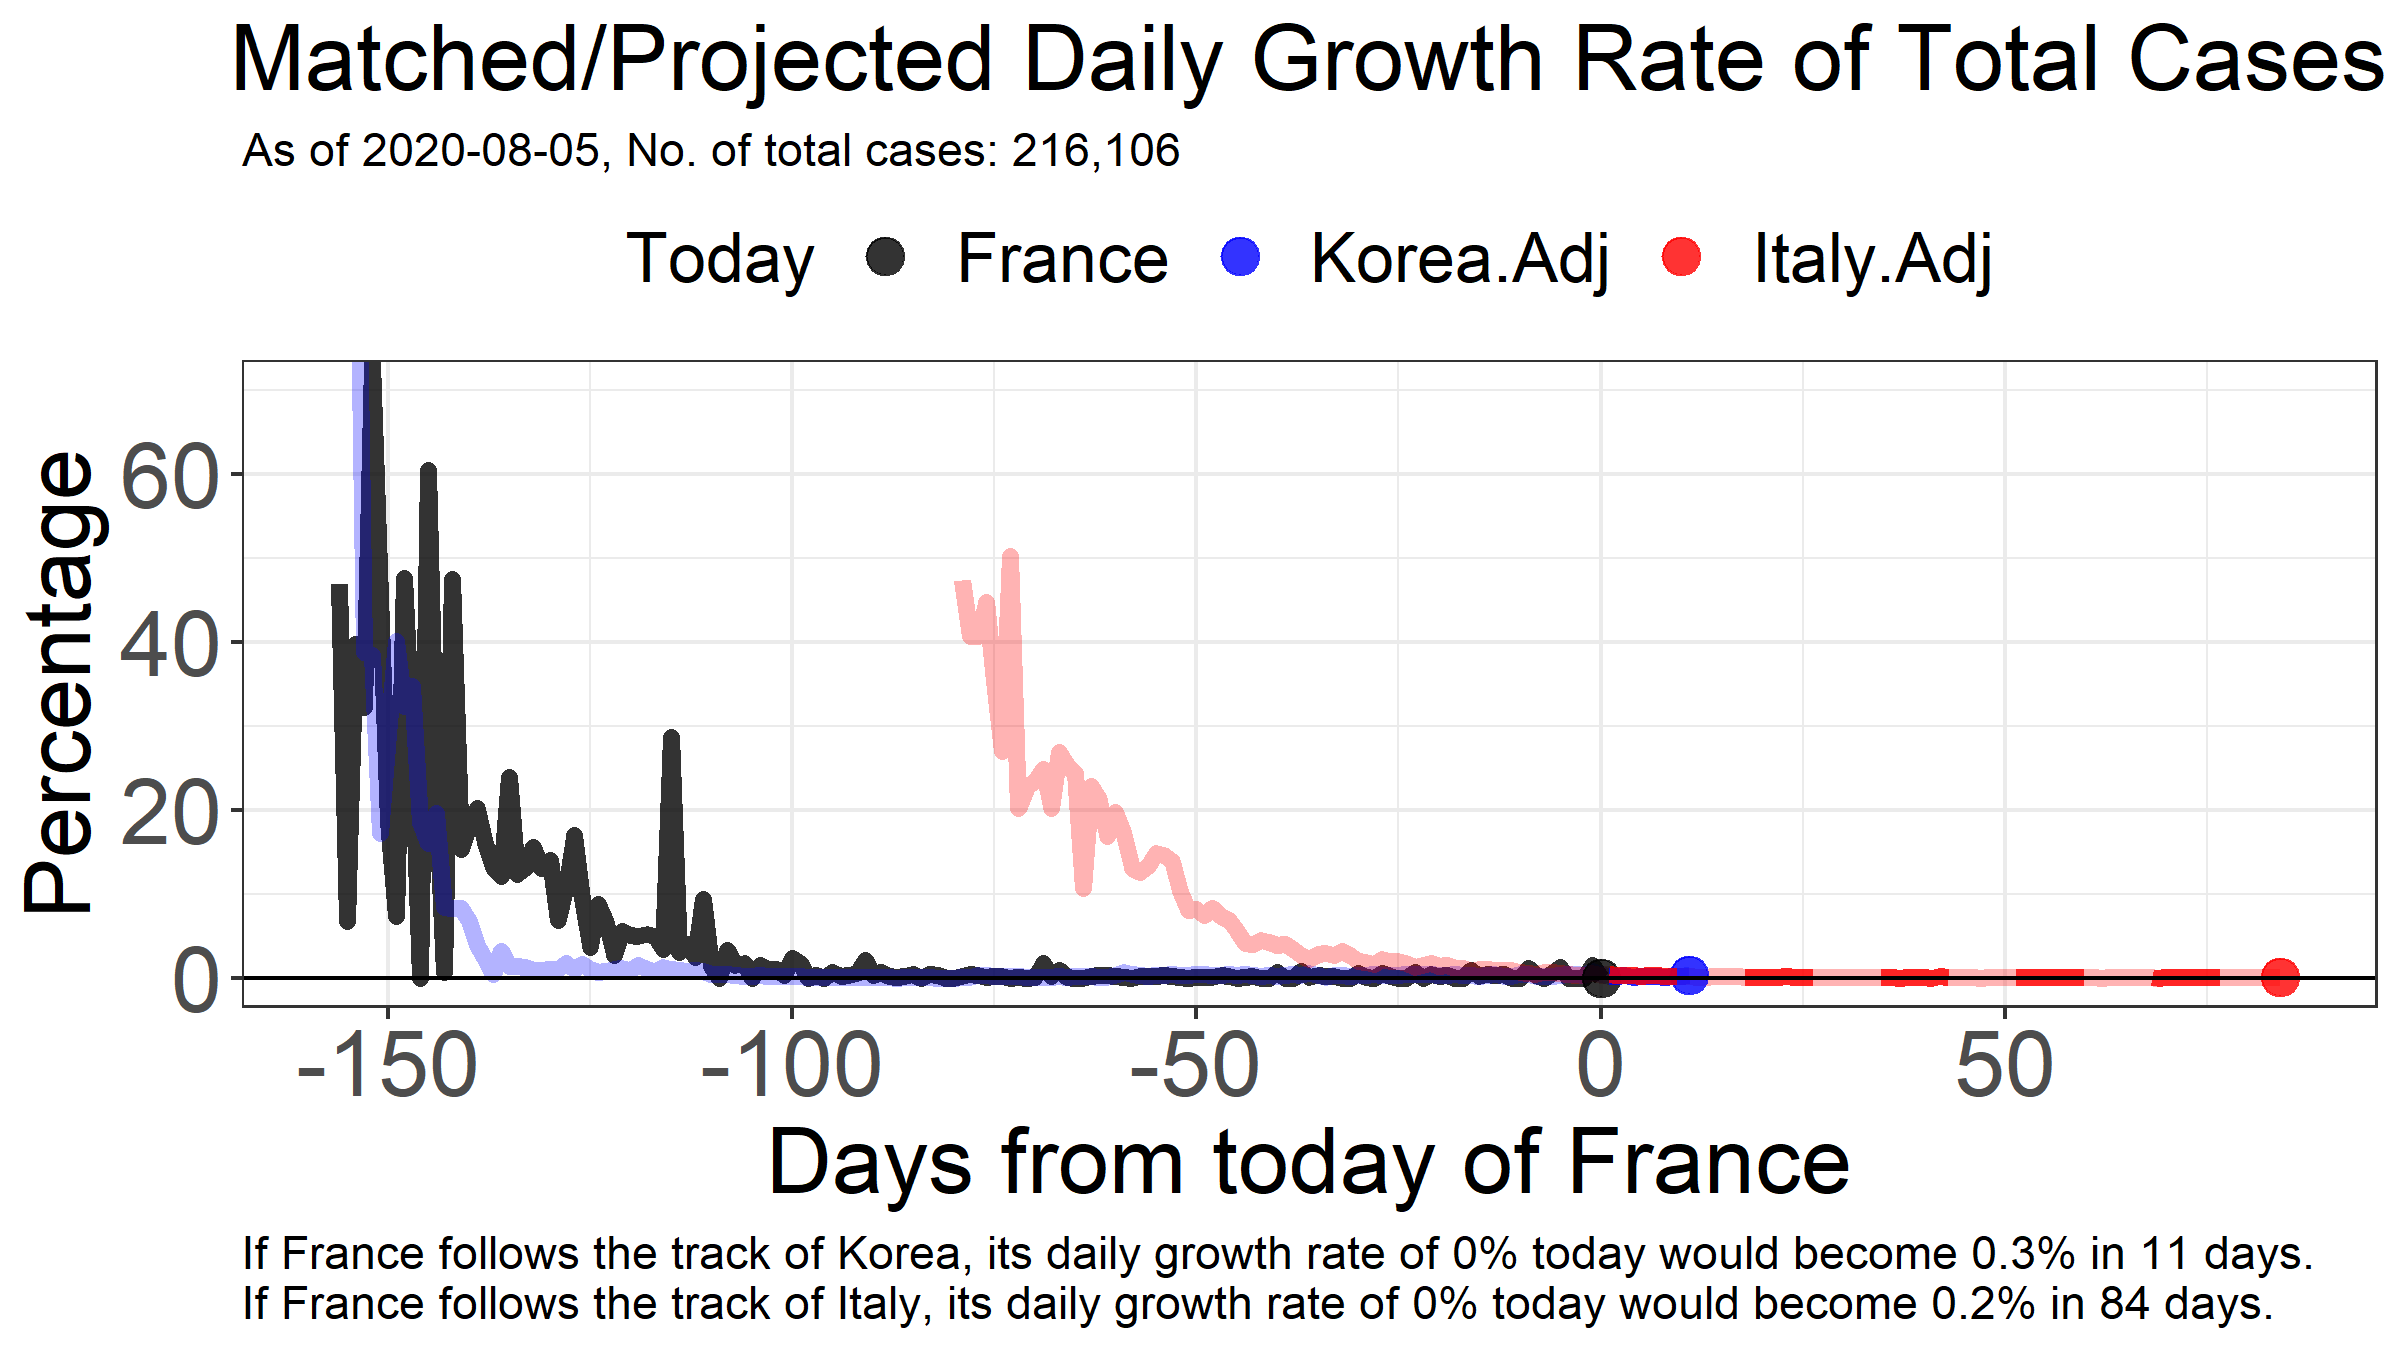 Matched/Projected Daily Growth Rate of Total Cases
As of 2020-08-05, No. of total cases: 216,106
Today France Korea.Adj Italy.Adj
Percentage
60
40
20
0
-150 -100 -50 0 50
Days from today of France
If France follows the track of Korea, its daily growth rate of 0% today would become 0.3% in 11 days.
If France follows the track of Italy, its daily growth rate of 0% today would become 0.2% in 84 days.